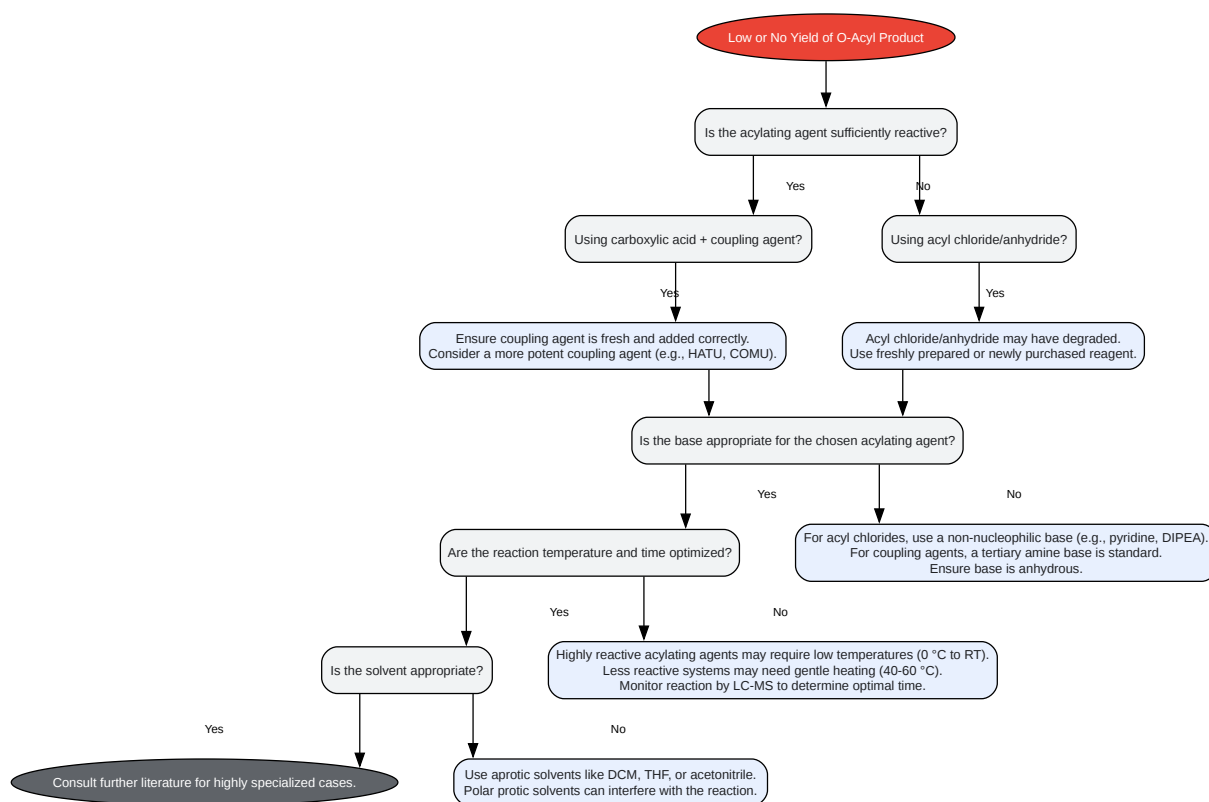 Low or No Yield of O-Acyl Product
Is the acylating agent sufficiently reactive?
Yes
No
Using carboxylic acid + coupling agent?
Using acyl chloride/anhydride?
Yes
Yes
Ensure coupling agent is fresh and added correctly.
Consider a more potent coupling agent (e.g., HATU, COMU).
Acyl chloride/anhydride may have degraded.
Use freshly prepared or newly purchased reagent.
Is the base appropriate for the chosen acylating agent?
Yes
No
Are the reaction temperature and time optimized?
For acyl chlorides, use a non-nucleophilic base (e.g., pyridine, DIPEA).
For coupling agents, a tertiary amine base is standard.
Ensure base is anhydrous.
Yes
No
Is the solvent appropriate?
Highly reactive acylating agents may require low temperatures (0 °C to RT).
Less reactive systems may need gentle heating (40-60 °C).
Monitor reaction by LC-MS to determine optimal time.
Yes
No
Consult further literature for highly specialized cases.
Use aprotic solvents like DCM, THF, or acetonitrile.
Polar protic solvents can interfere with the reaction.